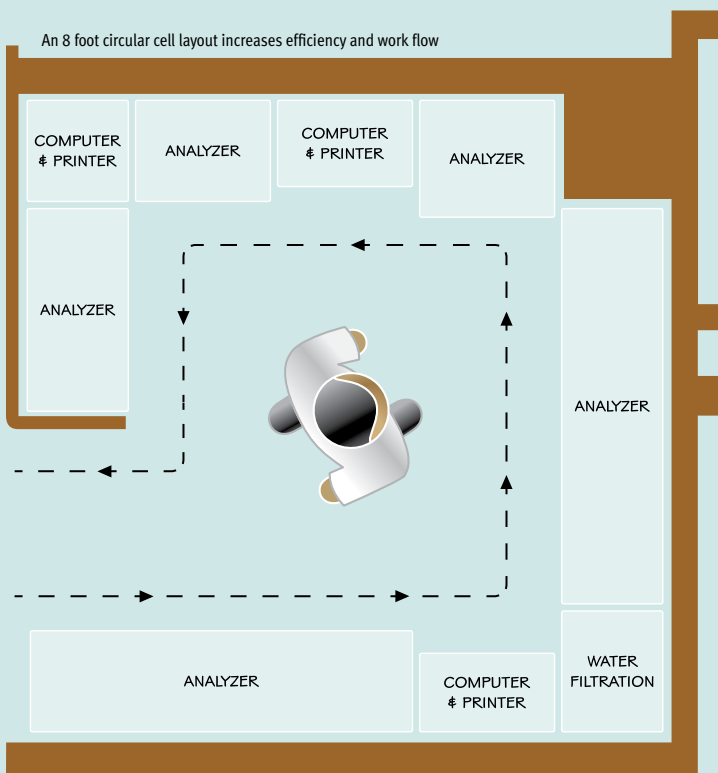 An 8 foot circular cell layout increases efficiency and work flow
COMPUTER
& PRINTER
ANALYZER
COMPUTER
& PRINTER
ANALYZER
ANALYZER
ANALYZER
ANALYZER
COMPUTER
& PRINTER
WATER
FILTRATION